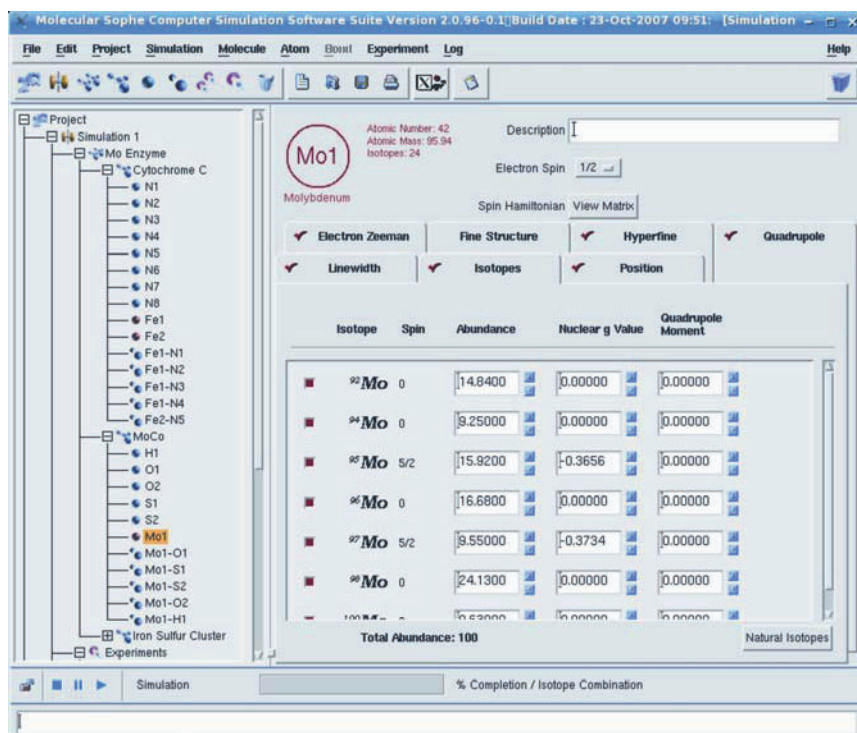 Molecular Sophe Computer Simulation Software Suite Version 2.0.96-0.1 Build Date : 23-Oct-2007 09:51: [Simulation
File Edit Project Simulation Molecule Atom Bond Experiment Log Help
Project
Simulation 1
Mo Enzyme
Cytochrome C
N1
N2
N3
N4
N5
N6
N7
N8
Fe1
Fe2
Fe1-N1
Fe1-N2
Fe1-N3
Fe1-N4
Fe2-N5
MoCo
H1
O1
O2
S1
S2
Mo1
Mo1-O1
Mo1-S1
Mo1-S2
Mo1-O2
Mo1-H1
Iron Sulfur Cluster
Experiments
Mo1
Molybdenum
Atomic Number: 42
Atomic Mass: 95.94
Isotopes: 24
Description
Electron Spin 1/2
Spin Hamiltonian View Matrix
Electron Zeeman Fine Structure Hyperfine Quadrupole
Linewidth Isotopes Position
Isotope Spin Abundance Nuclear g Value Quadrupole Moment
92Mo 0 14.8400 0.00000 0.00000
94Mo 0 9.25000 0.00000 0.00000
95Mo 5/2 15.9200 -0.3656 0.00000
96Mo 0 16.6800 0.00000 0.00000
97Mo 5/2 9.55000 -0.3734 0.00000
98Mo 0 24.1300 0.00000 0.00000
Total Abundance: 100 Natural Isotopes
Simulation % Completion / Isotope Combination